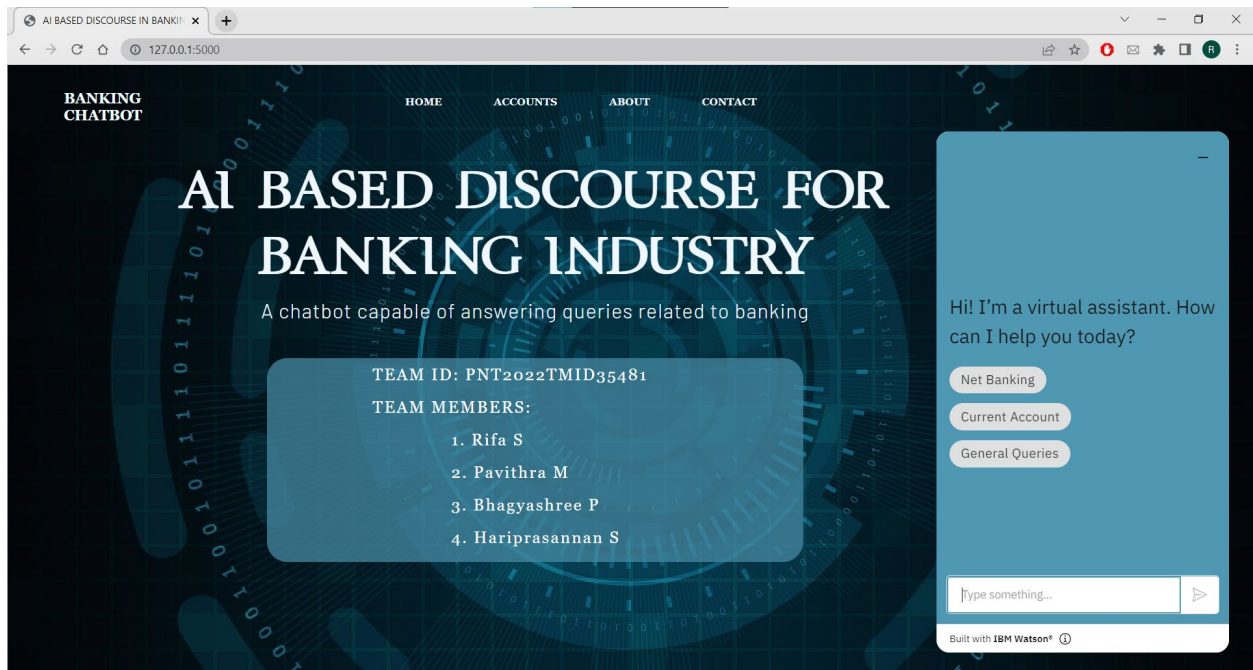 AI BASED DISCOURSE IN BANKIN
127.0.0.1:5000
R
BANKING
CHATBOT
HOME ACCOUNTS ABOUT CONTACT
AI BASED DISCOURSE FOR
BANKING INDUSTRY
A chatbot capable of answering queries related to banking
TEAM ID: PNT2022TMID35481
TEAM MEMBERS:
1. Rifa S
2. Pavithra M
3. Bhagyashree P
4. Hariprasannan S
Hi! I’m a virtual assistant. How
can I help you today?
Net Banking
Current Account
General Queries
Type something...
Built with IBM Watson®